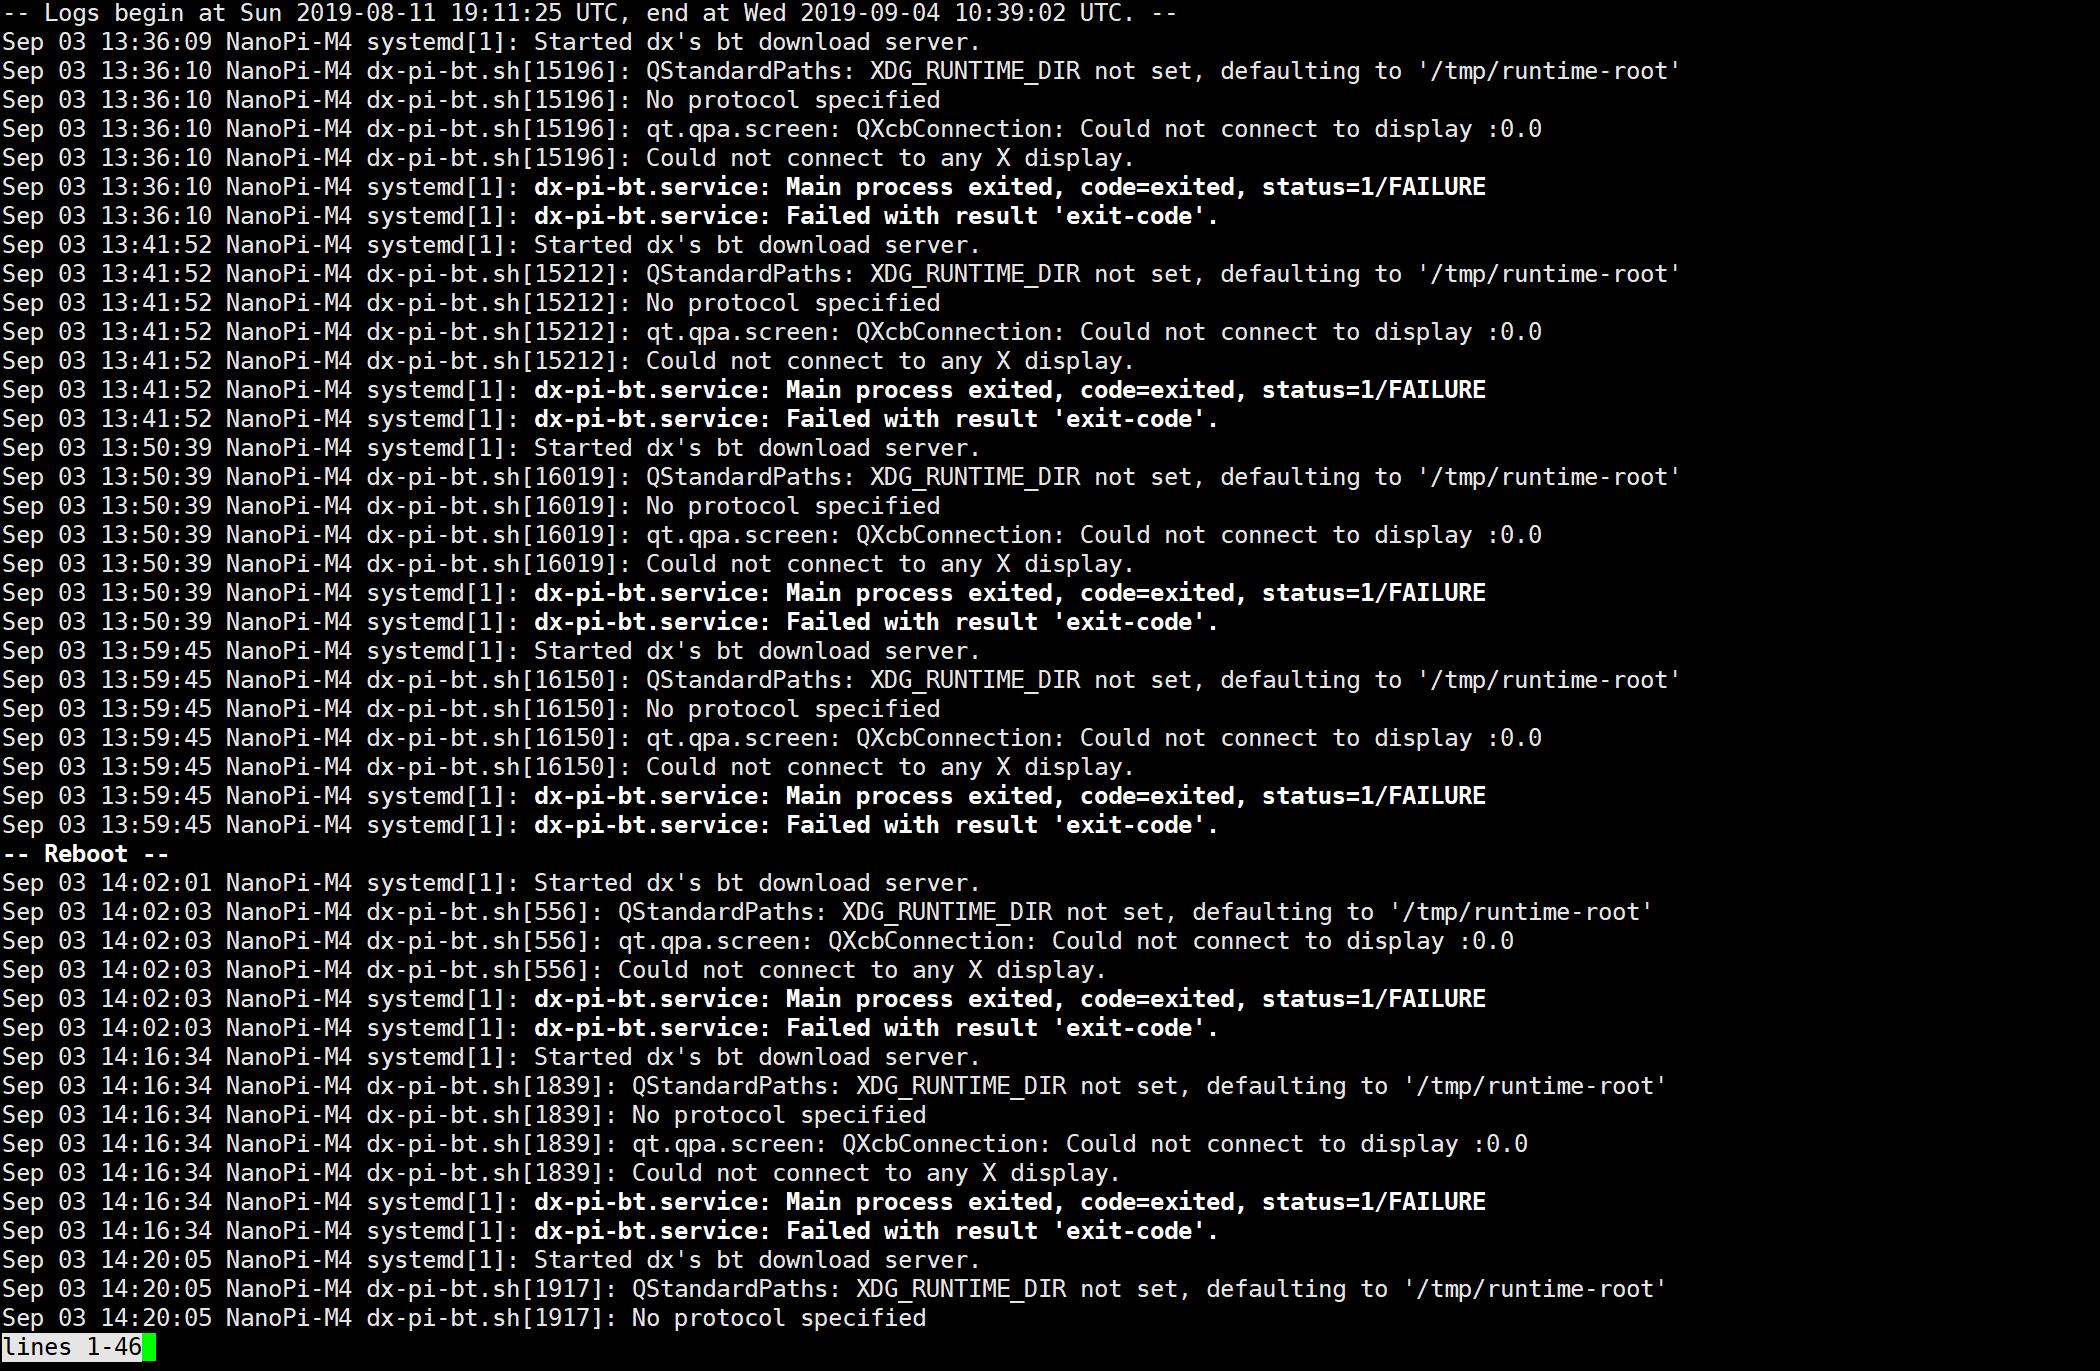 -- Logs begin at Sun 2019-08-11 19:11:25 UTC, end at Wed 2019-09-04 10:39:02 UTC. --
Sep 03 13:36:09 NanoPi-M4 systemd[1]: Started dx's bt download server.
Sep 03 13:36:10 NanoPi-M4 dx-pi-bt.sh[15196]: QStandardPaths: XDG_RUNTIME_DIR not set, defaulting to '/tmp/runtime-root'
Sep 03 13:36:10 NanoPi-M4 dx-pi-bt.sh[15196]: No protocol specified
Sep 03 13:36:10 NanoPi-M4 dx-pi-bt.sh[15196]: qt.qpa.screen: QXcbConnection: Could not connect to display :0.0
Sep 03 13:36:10 NanoPi-M4 dx-pi-bt.sh[15196]: Could not connect to any X display.
Sep 03 13:36:10 NanoPi-M4 systemd[1]: dx-pi-bt.service: Main process exited, code=exited, status=1/FAILURE
Sep 03 13:36:10 NanoPi-M4 systemd[1]: dx-pi-bt.service: Failed with result 'exit-code'.
Sep 03 13:41:52 NanoPi-M4 systemd[1]: Started dx's bt download server.
Sep 03 13:41:52 NanoPi-M4 dx-pi-bt.sh[15212]: QStandardPaths: XDG_RUNTIME_DIR not set, defaulting to '/tmp/runtime-root'
Sep 03 13:41:52 NanoPi-M4 dx-pi-bt.sh[15212]: No protocol specified
Sep 03 13:41:52 NanoPi-M4 dx-pi-bt.sh[15212]: qt.qpa.screen: QXcbConnection: Could not connect to display :0.0
Sep 03 13:41:52 NanoPi-M4 dx-pi-bt.sh[15212]: Could not connect to any X display.
Sep 03 13:41:52 NanoPi-M4 systemd[1]: dx-pi-bt.service: Main process exited, code=exited, status=1/FAILURE
Sep 03 13:41:52 NanoPi-M4 systemd[1]: dx-pi-bt.service: Failed with result 'exit-code'.
Sep 03 13:50:39 NanoPi-M4 systemd[1]: Started dx's bt download server.
Sep 03 13:50:39 NanoPi-M4 dx-pi-bt.sh[16019]: QStandardPaths: XDG_RUNTIME_DIR not set, defaulting to '/tmp/runtime-root'
Sep 03 13:50:39 NanoPi-M4 dx-pi-bt.sh[16019]: No protocol specified
Sep 03 13:50:39 NanoPi-M4 dx-pi-bt.sh[16019]: qt.qpa.screen: QXcbConnection: Could not connect to display :0.0
Sep 03 13:50:39 NanoPi-M4 dx-pi-bt.sh[16019]: Could not connect to any X display.
Sep 03 13:50:39 NanoPi-M4 systemd[1]: dx-pi-bt.service: Main process exited, code=exited, status=1/FAILURE
Sep 03 13:50:39 NanoPi-M4 systemd[1]: dx-pi-bt.service: Failed with result 'exit-code'.
Sep 03 13:59:45 NanoPi-M4 systemd[1]: Started dx's bt download server.
Sep 03 13:59:45 NanoPi-M4 dx-pi-bt.sh[16150]: QStandardPaths: XDG_RUNTIME_DIR not set, defaulting to '/tmp/runtime-root'
Sep 03 13:59:45 NanoPi-M4 dx-pi-bt.sh[16150]: No protocol specified
Sep 03 13:59:45 NanoPi-M4 dx-pi-bt.sh[16150]: qt.qpa.screen: QXcbConnection: Could not connect to display :0.0
Sep 03 13:59:45 NanoPi-M4 dx-pi-bt.sh[16150]: Could not connect to any X display.
Sep 03 13:59:45 NanoPi-M4 systemd[1]: dx-pi-bt.service: Main process exited, code=exited, status=1/FAILURE
Sep 03 13:59:45 NanoPi-M4 systemd[1]: dx-pi-bt.service: Failed with result 'exit-code'.
-- Reboot --
Sep 03 14:02:01 NanoPi-M4 systemd[1]: Started dx's bt download server.
Sep 03 14:02:03 NanoPi-M4 dx-pi-bt.sh[556]: QStandardPaths: XDG_RUNTIME_DIR not set, defaulting to '/tmp/runtime-root'
Sep 03 14:02:03 NanoPi-M4 dx-pi-bt.sh[556]: qt.qpa.screen: QXcbConnection: Could not connect to display :0.0
Sep 03 14:02:03 NanoPi-M4 dx-pi-bt.sh[556]: Could not connect to any X display.
Sep 03 14:02:03 NanoPi-M4 systemd[1]: dx-pi-bt.service: Main process exited, code=exited, status=1/FAILURE
Sep 03 14:02:03 NanoPi-M4 systemd[1]: dx-pi-bt.service: Failed with result 'exit-code'.
Sep 03 14:16:34 NanoPi-M4 systemd[1]: Started dx's bt download server.
Sep 03 14:16:34 NanoPi-M4 dx-pi-bt.sh[1839]: QStandardPaths: XDG_RUNTIME_DIR not set, defaulting to '/tmp/runtime-root'
Sep 03 14:16:34 NanoPi-M4 dx-pi-bt.sh[1839]: No protocol specified
Sep 03 14:16:34 NanoPi-M4 dx-pi-bt.sh[1839]: qt.qpa.screen: QXcbConnection: Could not connect to display :0.0
Sep 03 14:16:34 NanoPi-M4 dx-pi-bt.sh[1839]: Could not connect to any X display.
Sep 03 14:16:34 NanoPi-M4 systemd[1]: dx-pi-bt.service: Main process exited, code=exited, status=1/FAILURE
Sep 03 14:16:34 NanoPi-M4 systemd[1]: dx-pi-bt.service: Failed with result 'exit-code'.
Sep 03 14:20:05 NanoPi-M4 systemd[1]: Started dx's bt download server.
Sep 03 14:20:05 NanoPi-M4 dx-pi-bt.sh[1917]: QStandardPaths: XDG_RUNTIME_DIR not set, defaulting to '/tmp/runtime-root'
Sep 03 14:20:05 NanoPi-M4 dx-pi-bt.sh[1917]: No protocol specified
lines 1-46